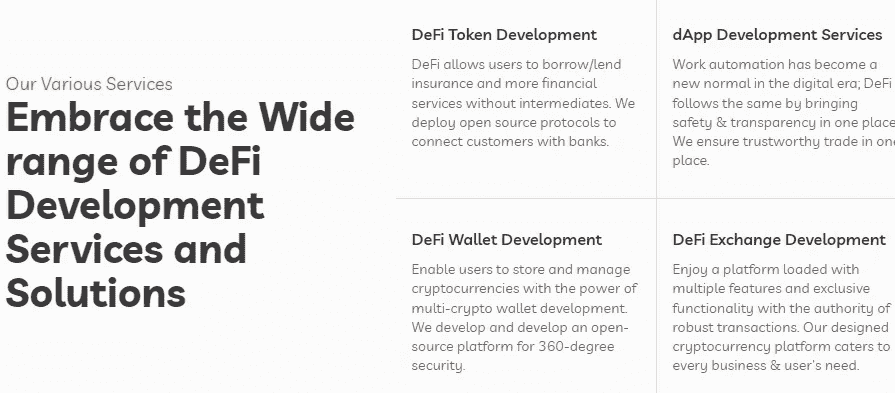 Our Various Services
Embrace the Wide
range of DeFi
Development
Services and
Solutions
DeFi Token Development
DeFi allows users to borrow/lend
insurance and more financial
services without intermediates. We
deploy open source protocols to
connect customers with banks.
dApp Development Services
Work automation has become a
new normal in the digital era; DeFi
follows the same by bringing
safety & transparency in one place
We ensure trustworthy trade in one
place.
DeFi Wallet Development
Enable users to store and manage
cryptocurrencies with the power of
multi-crypto wallet development.
We develop and develop an open-
source platform for 360-degree
security.
DeFi Exchange Development
Enjoy a platform loaded with
multiple features and exclusive
functionality with the authority of
robust transactions. Our designed
cryptocurrency platform caters to
every business & user's need.